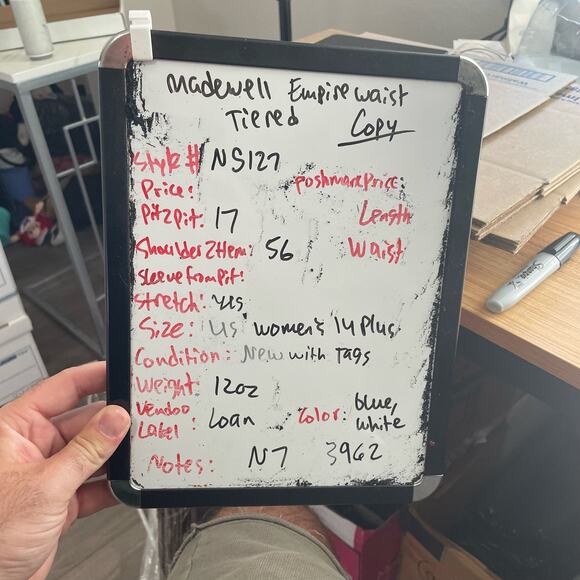 Madewell Empire waist
Tiered Copy
Style # NS127
Price: Poshmark Price:
Pit2pit: 17 Length
Shoulder2Hem: 56 Waist
Sleeve from Pit:
Stretch: yes
Size: US women's 14 Plus
Condition: New with Tags
Weight: 12oz
Vendoo Label: Loan Color: blue, white
Notes: N7 3962
Sharpie